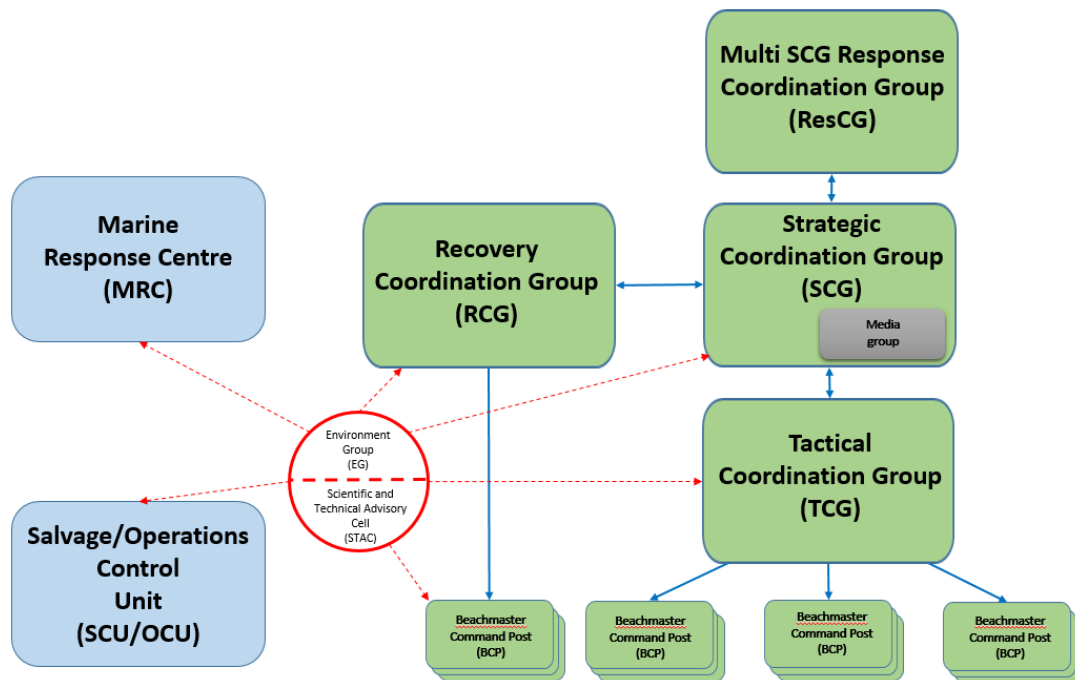 Multi SCG Response
Coordination Group
(ResCG)
Marine
Response Centre
(MRC)
Recovery
Coordination Group
(RCG)
Strategic
Coordination Group
(SCG)
Media
group
Environment
Group
(EG)
Scientific and
Technical Advisory
Cell
(STAC)
Tactical
Coordination Group
(TCG)
Salvage/Operations
Control
Unit
(SCU/OCU)
Beachmaster
Command Post
(BCP)
Beachmaster
Command Post
(BCP)
Beachmaster
Command Post
(BCP)
Beachmaster
Command Post
(BCP)